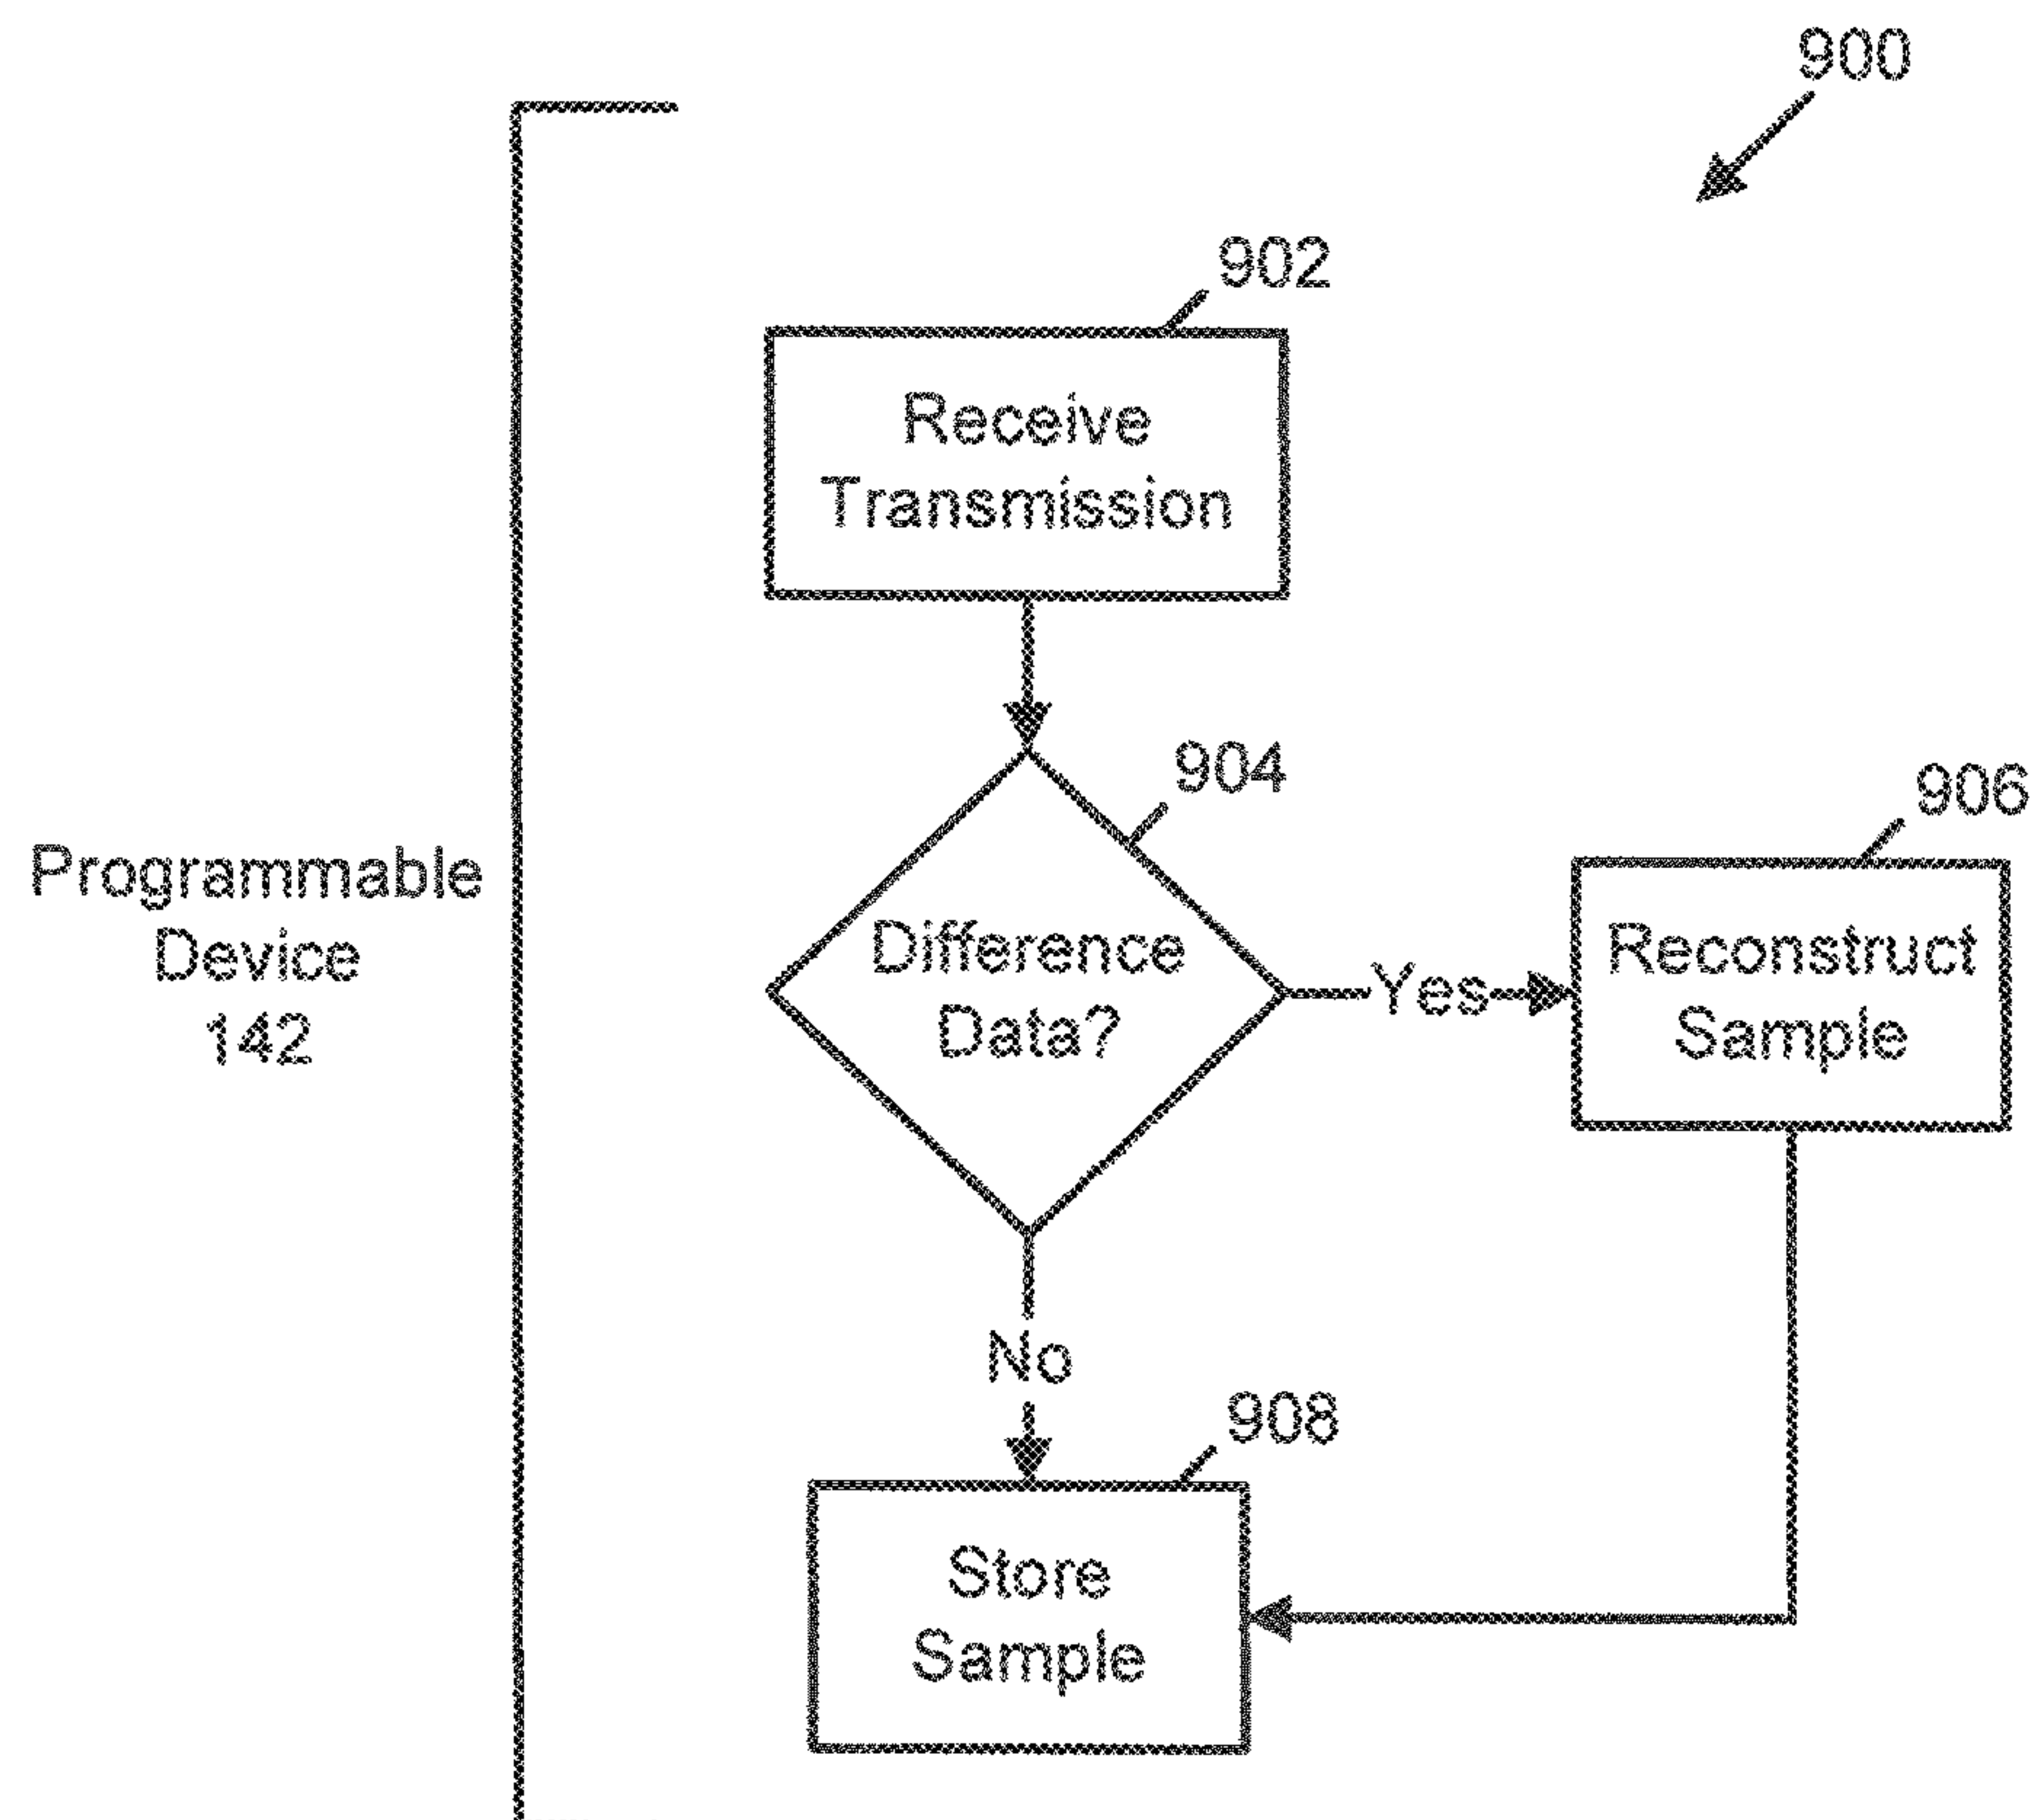 900
902
Receive
Transmission
904
Difference
Data?
Yes
906
Reconstruct
Sample
Programmable
Device
142
No
908
Store
Sample